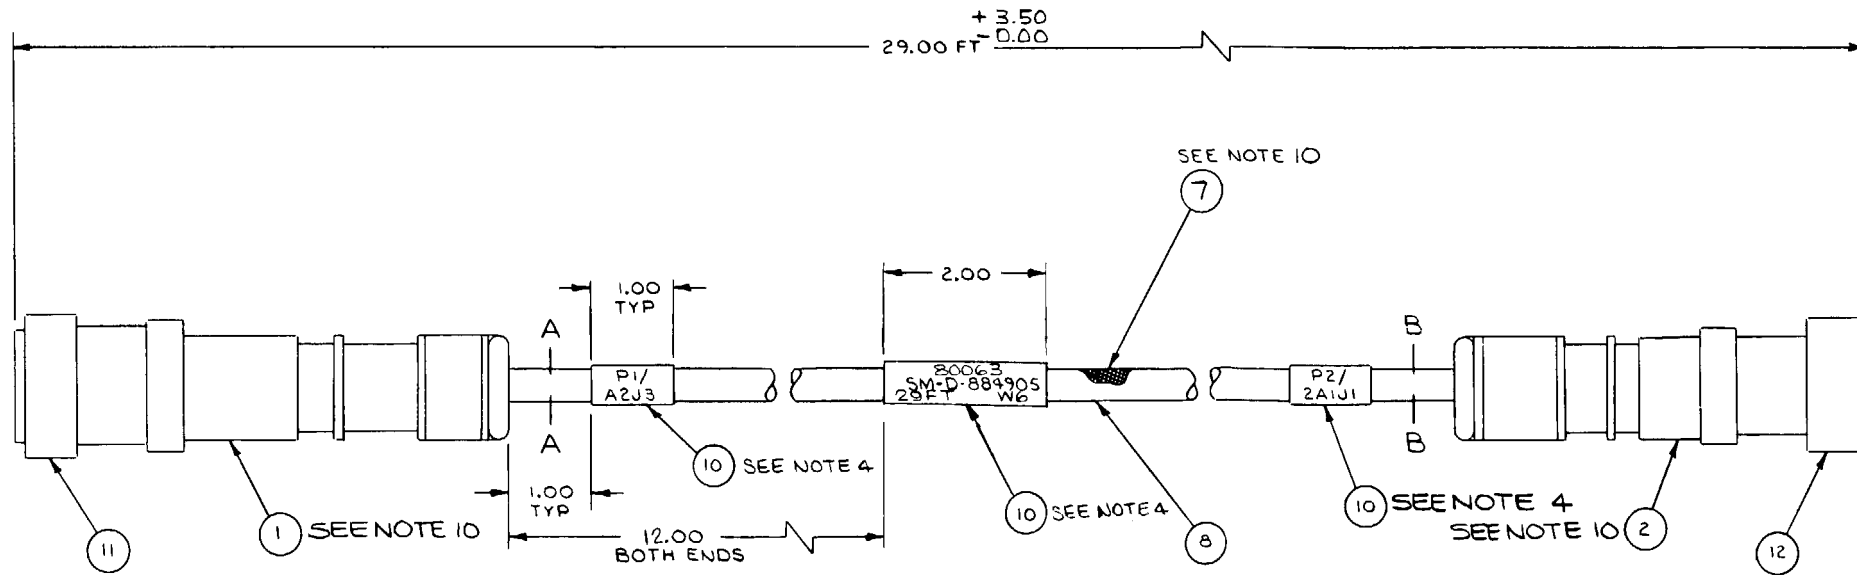 + 3.50
29.00 FT - 0.00
SEE NOTE 10
7
2.00
1.00
TYP
A
B
P1/
A2J3
80063
SM-D-884905
29FT W6
P2/
2A1J1
A
B
10 SEE NOTE 4
1.00
TYP
10 SEE NOTE 4
10 SEE NOTE 4
1 SEE NOTE 10
SEE NOTE 10 2
12.00
BOTH ENDS
11
8
12